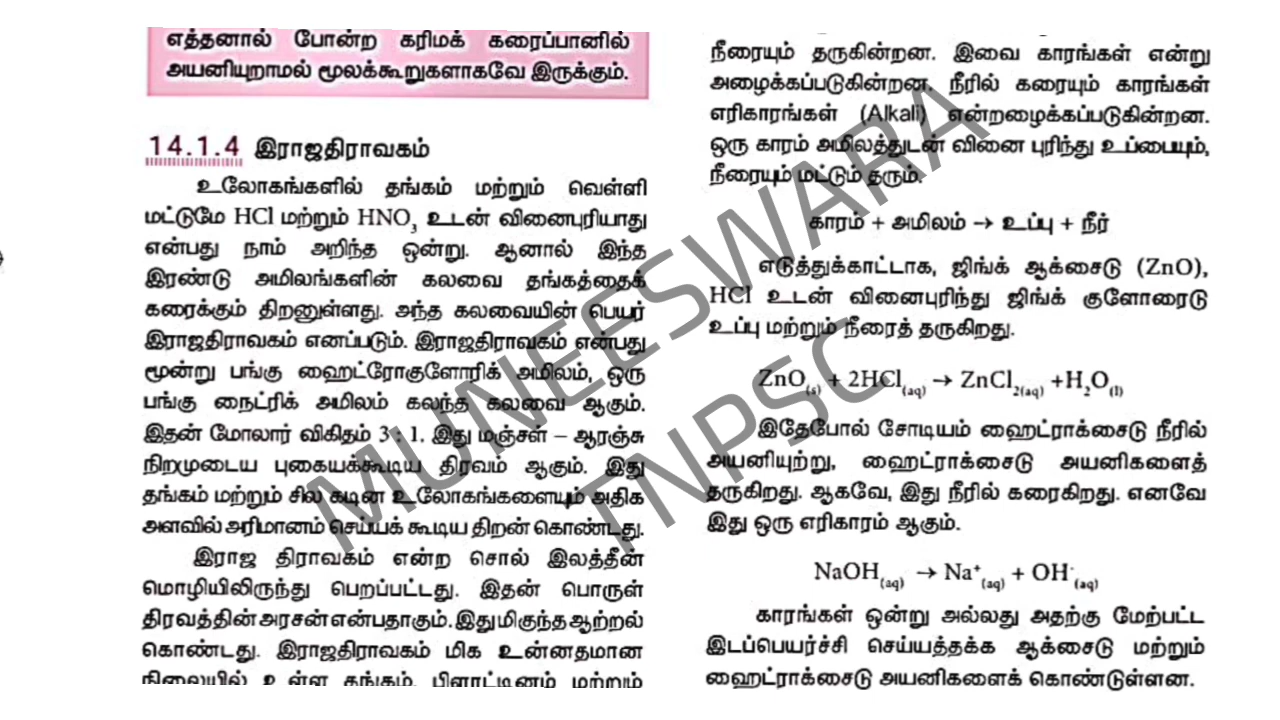 எத்தனால் போன்ற கரிமக் கரைப்பானில்
அயனியுறாமல் மூலக்கூறுகளாகவே இருக்கும்.
14.1.4 இராஜதிராவகம்
உலோகங்களில் தங்கம் மற்றும் வெள்ளி
மட்டுமே HCl மற்றும் HNO₃ உடன் வினைபுரியாது
என்பது நாம் அறிந்த ஒன்று. ஆனால் இந்த
இரண்டு அமிலங்களின் கலவை தங்கத்தைக்
கரைக்கும் திறனுள்ளது. அந்த கலவையின் பெயர்
இராஜதிராவகம் எனப்படும். இராஜதிராவகம் என்பது
மூன்று பங்கு ஹைட்ரோகுளோரிக் அமிலம், ஒரு
பங்கு நைட்ரிக் அமிலம் கலந்த கலவை ஆகும்.
இதன் மோலார் விகிதம் 3 : 1. இது மஞ்சள் – ஆரஞ்சு
நிறமுடைய புகையக்கூடிய திரவம் ஆகும். இது
தங்கம் மற்றும் சில கடின உலோகங்களையும் அதிக
அளவில் அரிமானம் செய்யக் கூடிய திறன் கொண்டது.
இராஜ திராவகம் என்ற சொல் இலத்தீன்
மொழியிலிருந்து பெறப்பட்டது. இதன் பொருள்
திரவத்தின் அரசன் என்பதாகும். இது மிகுந்த ஆற்றல்
கொண்டது. இராஜதிராவகம் மிக உன்னதமான
நிலையில் உள்ள தங்கம், பிளாட்டினம் மற்றும்
நீரையும் தருகின்றன. இவை காரங்கள் என்று
அழைக்கப்படுகின்றன. நீரில் கரையும் காரங்கள்
எரிகாரங்கள் (Alkali) என்றழைக்கப்படுகின்றன.
ஒரு காரம் அமிலத்துடன் வினை புரிந்து உப்பையும்,
நீரையும் மட்டும் தரும்.
காரம் + அமிலம் → உப்பு + நீர்
எடுத்துக்காட்டாக, ஜிங்க் ஆக்சைடு (ZnO),
HCl உடன் வினைபுரிந்து ஜிங்க் குளோரைடு
உப்பு மற்றும் நீரைத் தருகிறது.
ZnO₍s₎ + 2HCl₍aq₎ → ZnCl₂₍aq₎ +H₂O₍l₎
இதேபோல் சோடியம் ஹைட்ராக்சைடு நீரில்
அயனியுற்று, ஹைட்ராக்சைடு அயனிகளைத்
தருகிறது. ஆகவே, இது நீரில் கரைகிறது. எனவே
இது ஒரு எரிகாரம் ஆகும்.
NaOH₍aq₎ → Na⁺₍aq₎ + OH⁻₍aq₎
காரங்கள் ஒன்று அல்லது அதற்கு மேற்பட்ட
இடப்பெயர்ச்சி செய்யத்தக்க ஆக்சைடு மற்றும்
ஹைட்ராக்சைடு அயனிகளைக் கொண்டுள்ளன.
MUNEESWARA
TNPSC